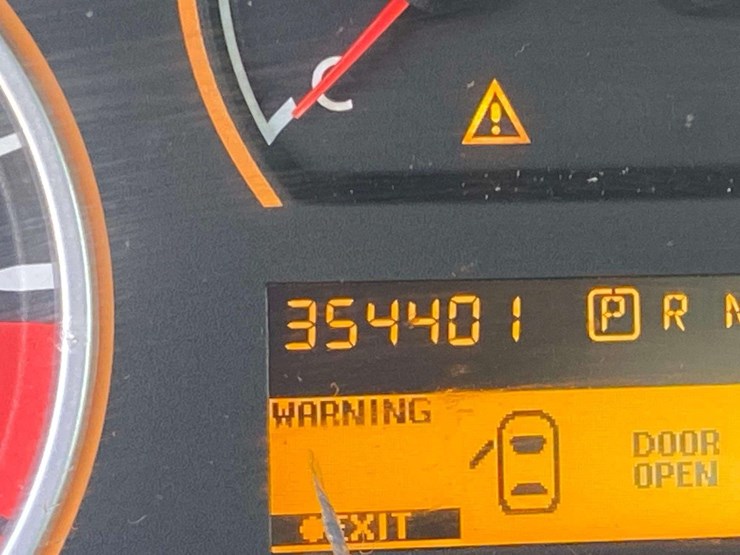 C
!
354401 P R N
WARNING
DOOR
OPEN
EXIT